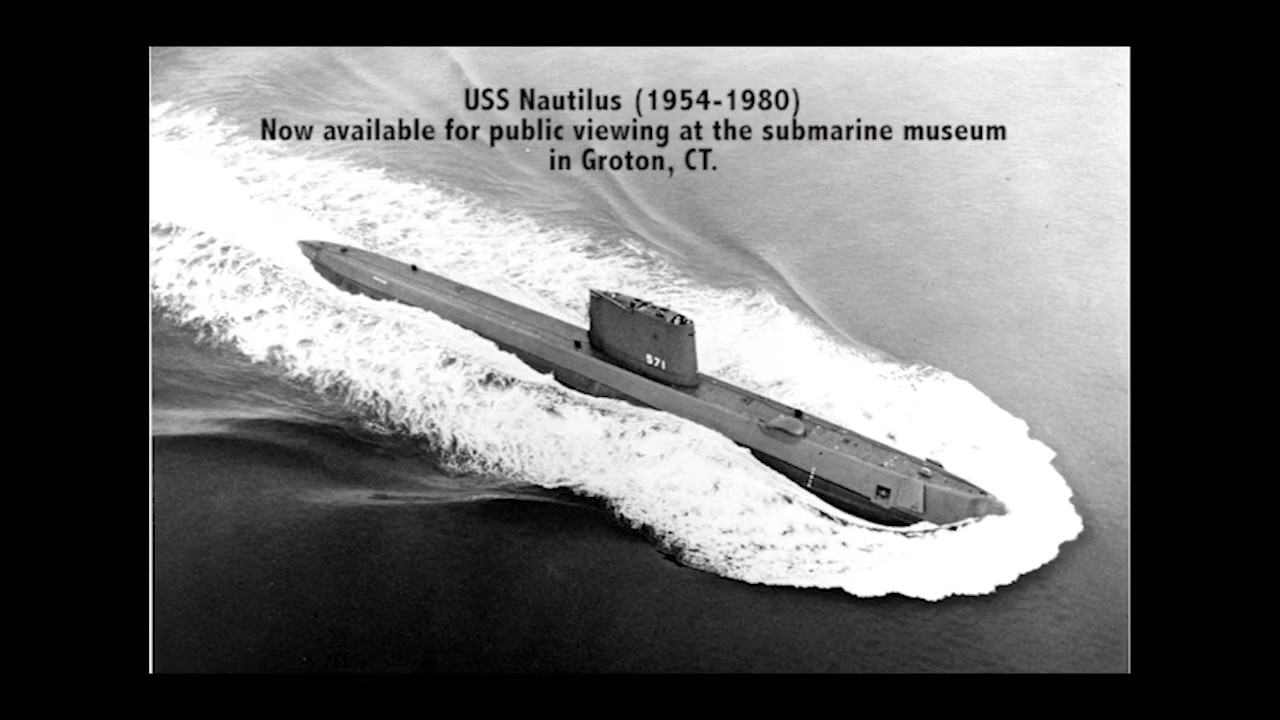 USS Nautilus (1954-1980)
Now available for public viewing at the submarine museum
in Groton, CT.
571